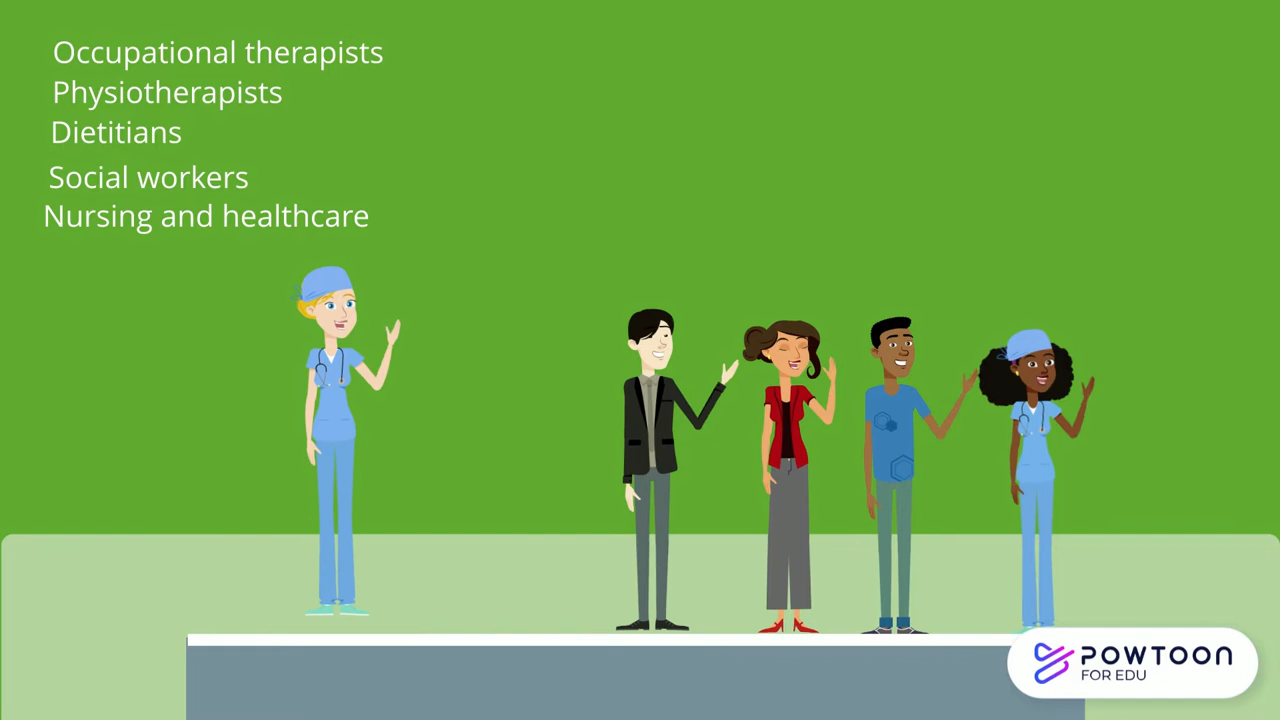 Occupational therapists
Physiotherapists
Dietitians
Social workers
Nursing and healthcare
POWTOON
FOR EDU